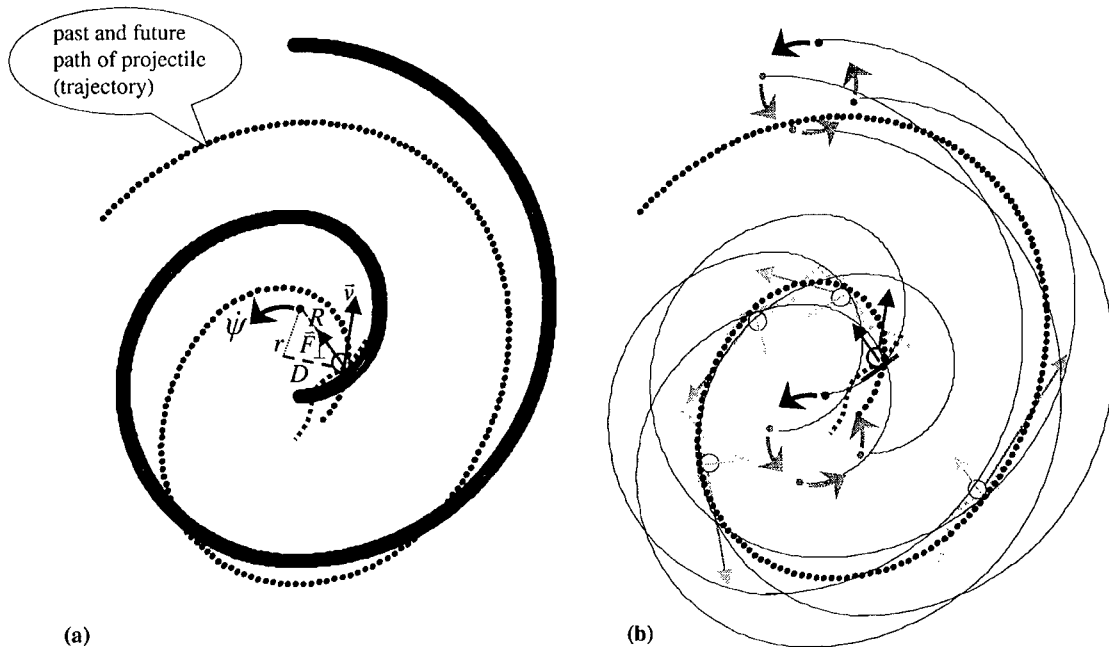 past and future
path of projectile
(trajectory)
ψ̇
R
v⃗
r
F⃗
D
(a)
(b)